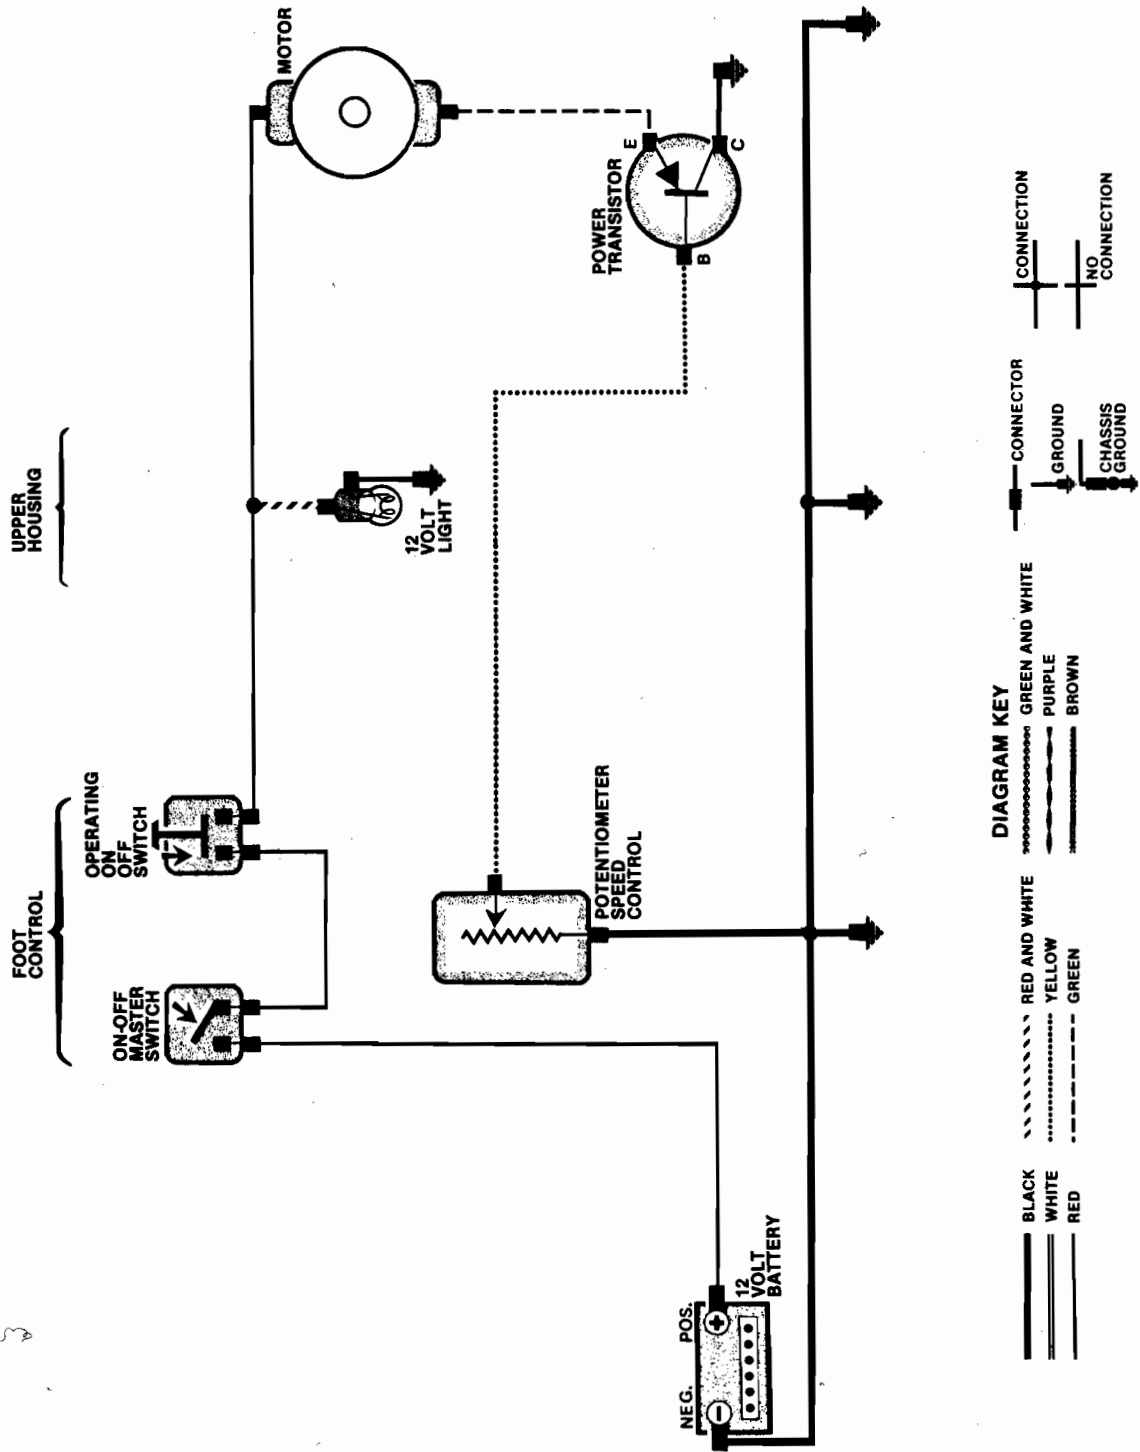 FOOT
CONTROL
UPPER
HOUSING
ON-OFF
MASTER
SWITCH
OPERATING
ON
OFF
SWITCH
MOTOR
12
VOLT
LIGHT
POTENTIOMETER
SPEED
CONTROL
POWER
TRANSISTOR
E
B
C
NEG.
POS.
12
VOLT
BATTERY
DIAGRAM KEY
BLACK
WHITE
RED
RED AND WHITE
YELLOW
GREEN
GREEN AND WHITE
PURPLE
BROWN
CONNECTOR
GROUND
CHASSIS
GROUND
CONNECTION
NO
CONNECTION